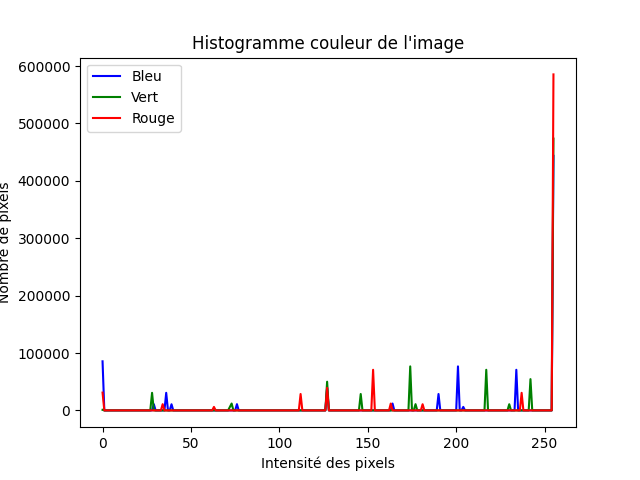 Histogramme couleur de l'image
Bleu
Vert
Rouge
600000
500000
400000
300000
200000
100000
0
Nombre de pixels
0 50 100 150 200 250
Intensité des pixels